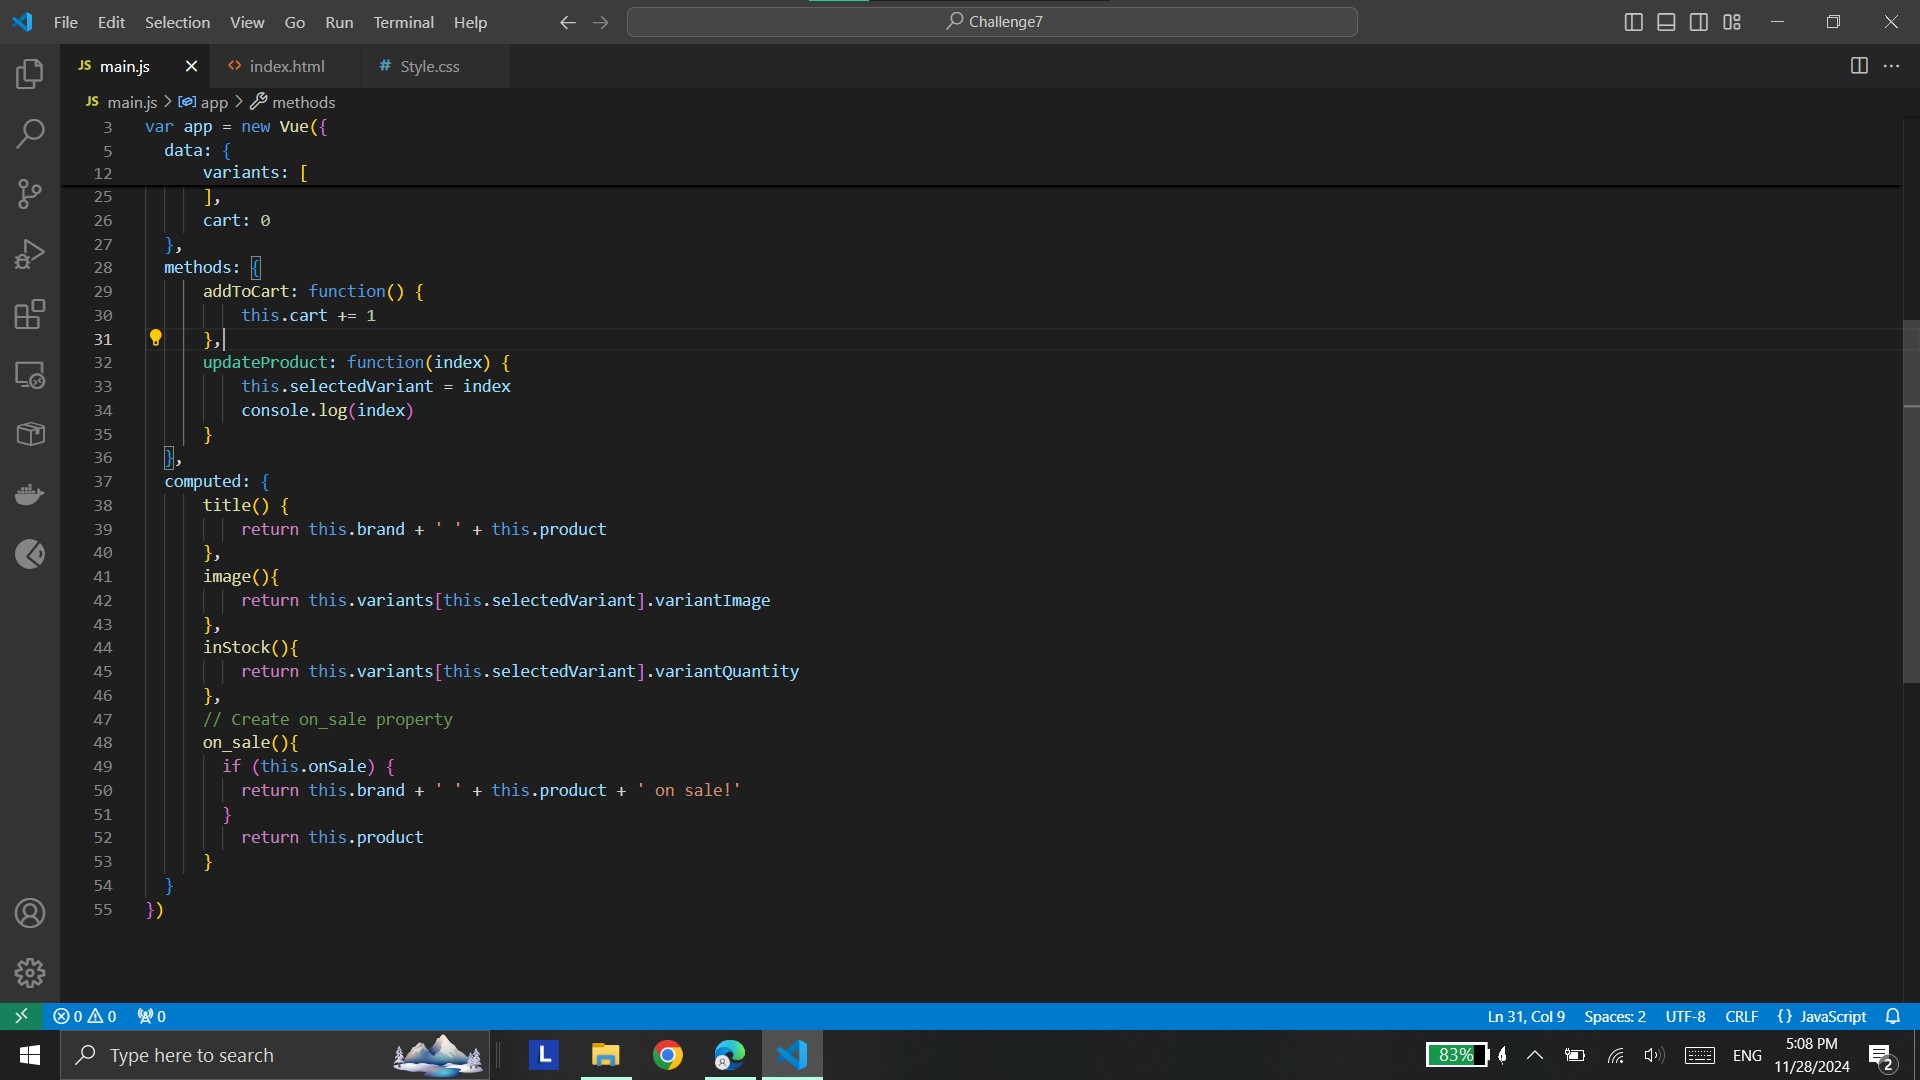 File Edit Selection View Go Run Terminal Help Challenge7
JS main.js index.html # Style.css
JS main.js > app > methods
3 var app = new Vue({
5 data: {
12 variants: [
25 ],
26 cart: 0
27 },
28 methods: {
29 addToCart: function() {
30 this.cart += 1
31 },
32 updateProduct: function(index) {
33 this.selectedVariant = index
34 console.log(index)
35 }
36 },
37 computed: {
38 title() {
39 return this.brand + ' ' + this.product
40 },
41 image(){
42 return this.variants[this.selectedVariant].variantImage
43 },
44 inStock(){
45 return this.variants[this.selectedVariant].variantQuantity
46 },
47 // Create on_sale property
48 on_sale(){
49 if (this.onSale) {
50 return this.brand + ' ' + this.product + ' on sale!'
51 }
52 return this.product
53 }
54 }
55 })
0 0 0 Ln 31, Col 9 Spaces: 2 UTF-8 CRLF {} JavaScript
Type here to search L 83% ENG 5:08 PM 2
11/28/2024